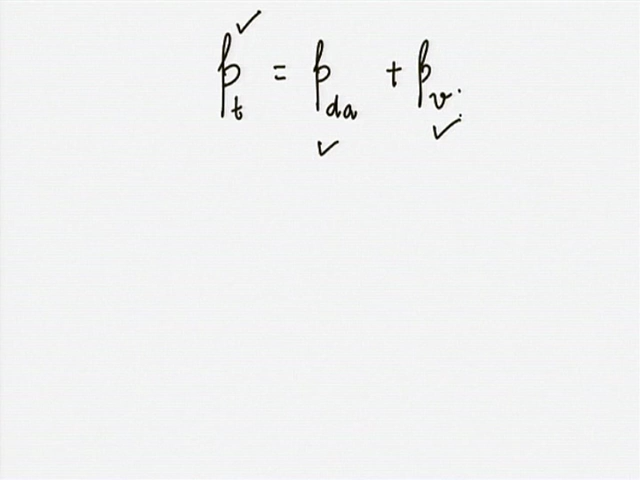 p_t = p_da + p_v.